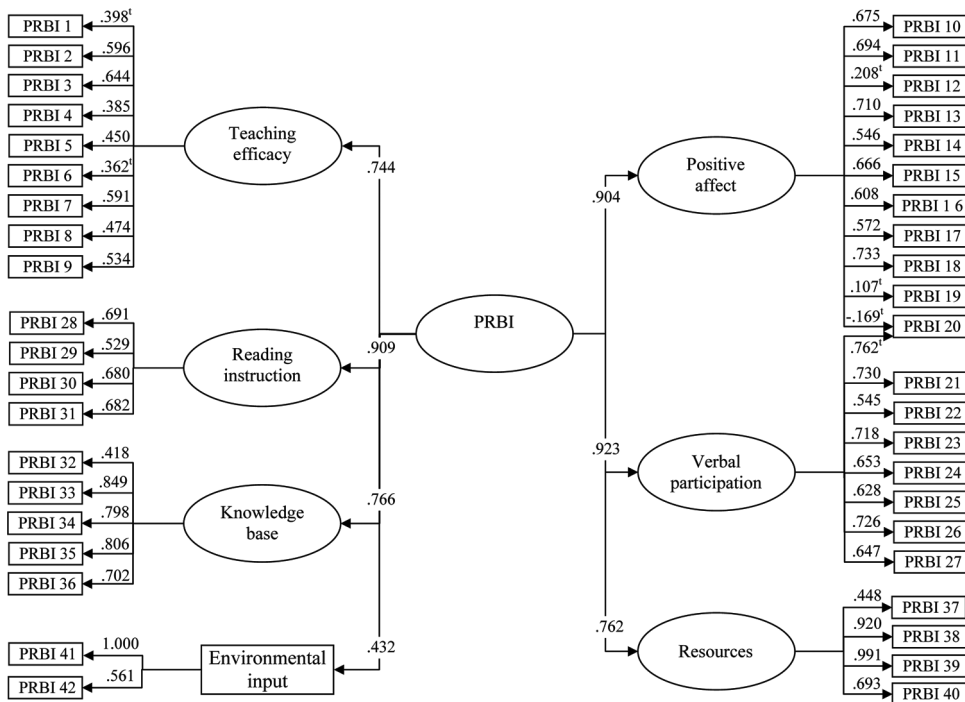 .398t
PRBI 1
.596
PRBI 2
.644
PRBI 3
.385
PRBI 4
.450
PRBI 5
.362t
PRBI 6
.591
PRBI 7
.474
PRBI 8
.534
PRBI 9
Teaching
efficacy
.744
.691
PRBI 28
.529
PRBI 29
.680
PRBI 30
.682
PRBI 31
Reading
instruction
.909
.418
PRBI 32
.849
PRBI 33
.798
PRBI 34
.806
PRBI 35
.702
PRBI 36
Knowledge
base
.766
1.000
PRBI 41
.561
PRBI 42
Environmental
input
.432
PRBI
.904
Positive
affect
.675
PRBI 10
.694
PRBI 11
.208t
PRBI 12
.710
PRBI 13
.546
PRBI 14
.666
PRBI 15
.608
PRBI 1 6
.572
PRBI 17
.733
PRBI 18
.107t
PRBI 19
-.169t
PRBI 20
.923
Verbal
participation
.762t
.730
PRBI 21
.545
PRBI 22
.718
PRBI 23
.653
PRBI 24
.628
PRBI 25
.726
PRBI 26
.647
PRBI 27
.762
Resources
.448
PRBI 37
.920
PRBI 38
.991
PRBI 39
.693
PRBI 40